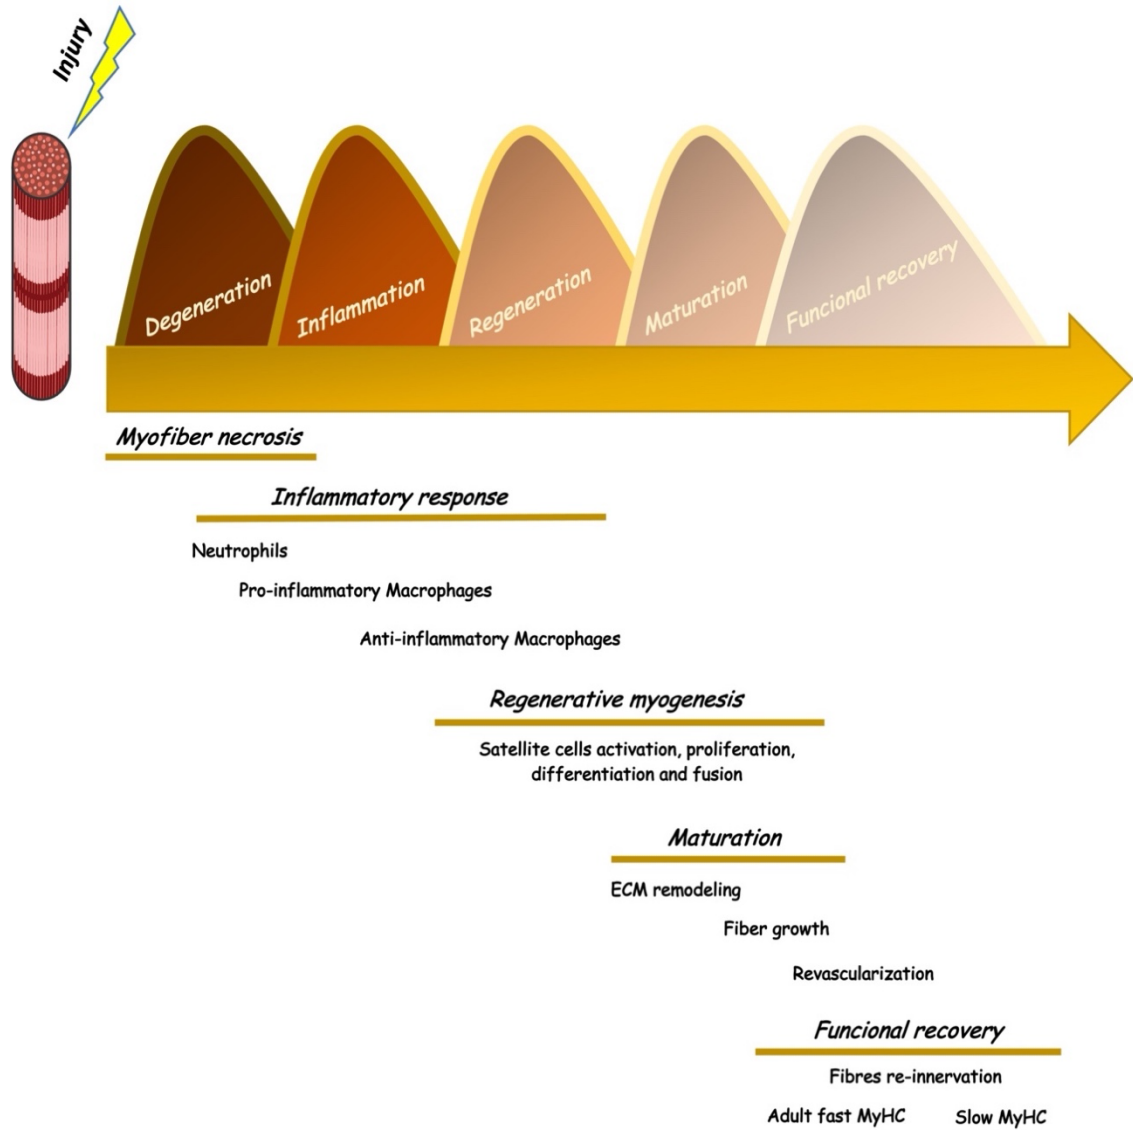 Injury
Degeneration
Inflammation
Regeneration
Maturation
Funcional recovery
Myofiber necrosis
Inflammatory response
Neutrophils
Pro-inflammatory Macrophages
Anti-inflammatory Macrophages
Regenerative myogenesis
Satellite cells activation, proliferation,
differentiation and fusion
Maturation
ECM remodeling
Fiber growth
Revascularization
Funcional recovery
Fibres re-innervation
Adult fast MyHC
Slow MyHC